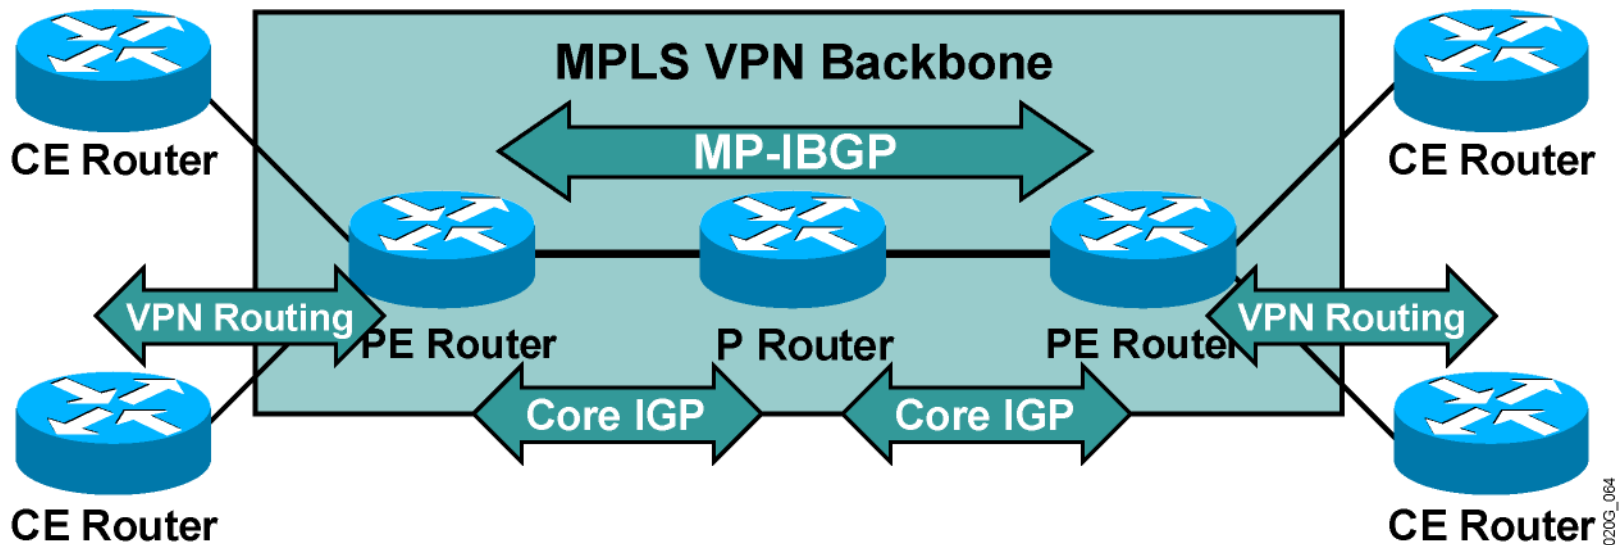 MPLS VPN Backbone
MP-IBGP
CE Router
CE Router
VPN Routing
VPN Routing
PE Router
P Router
PE Router
Core IGP
Core IGP
CE Router
CE Router
020G_064